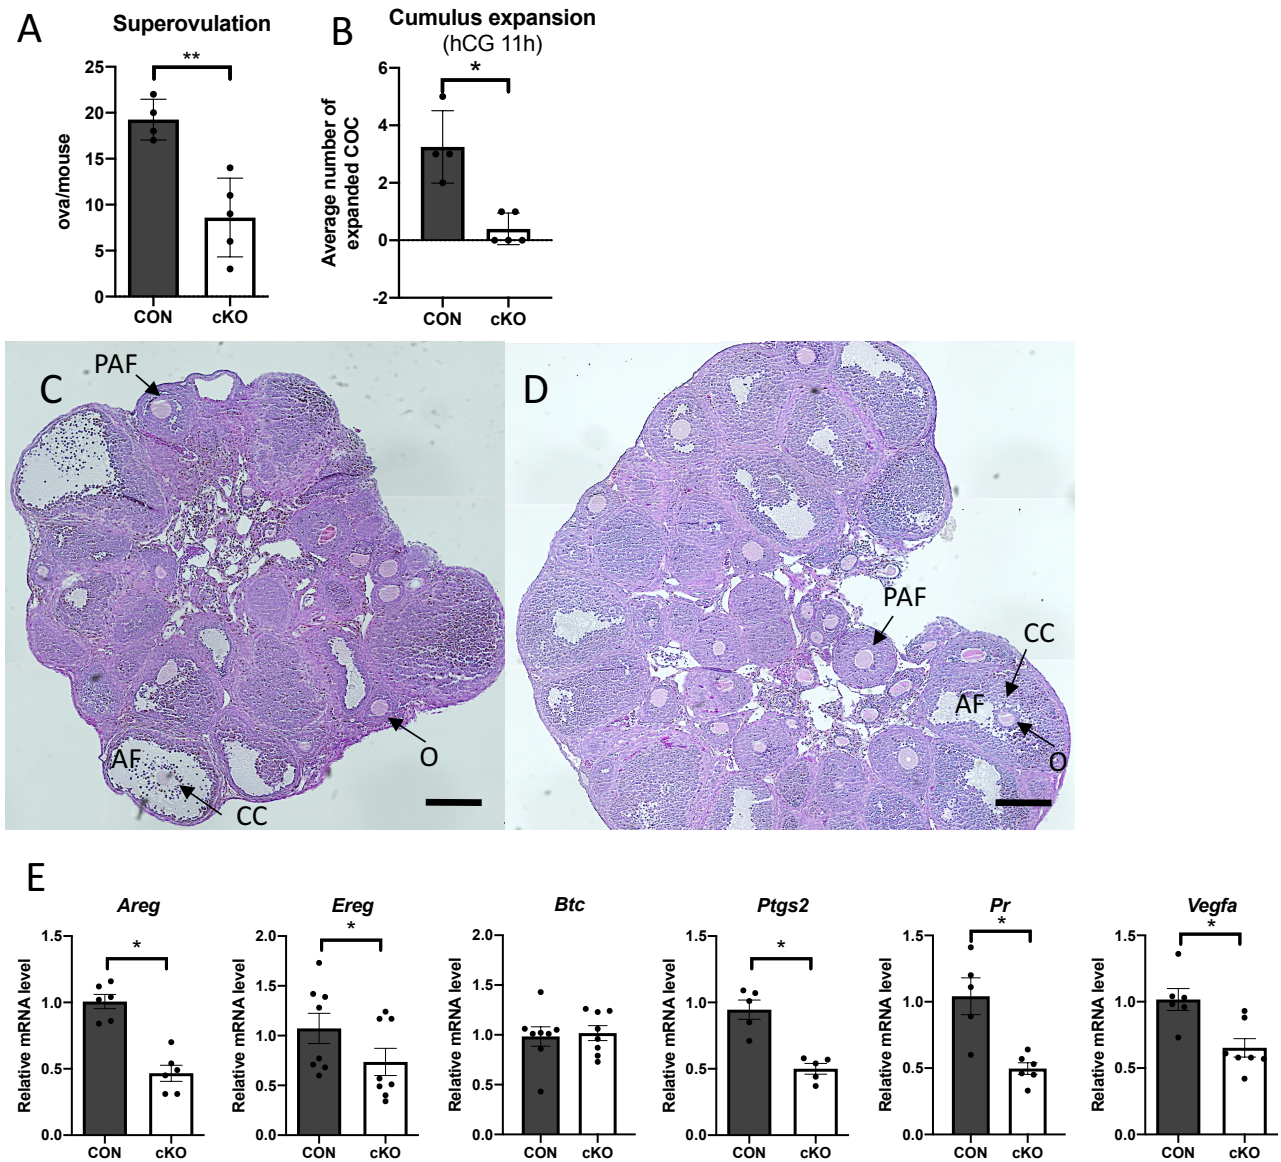 A
Superovulation
**
ova/mouse
25
20
15
10
5
0
CON cKO
B
Cumulus expansion
(hCG 11h)
*
Average number of
expanded COC
6
4
2
0
-2
CON cKO
C
PAF
AF
CC
O
D
PAF
CC
AF
O
E
Areg
*
Relative mRNA level
1.5
1.0
0.5
0.0
CON cKO
Ereg
*
Relative mRNA level
2.0
1.5
1.0
0.5
0.0
CON cKO
Btc
Relative mRNA level
2.0
1.5
1.0
0.5
0.0
CON cKO
Ptgs2
*
Relative mRNA level
1.5
1.0
0.5
0.0
CON cKO
Pr
*
Relative mRNA level
1.5
1.0
0.5
0.0
CON cKO
Vegfa
*
Relative mRNA level
1.5
1.0
0.5
0.0
CON cKO